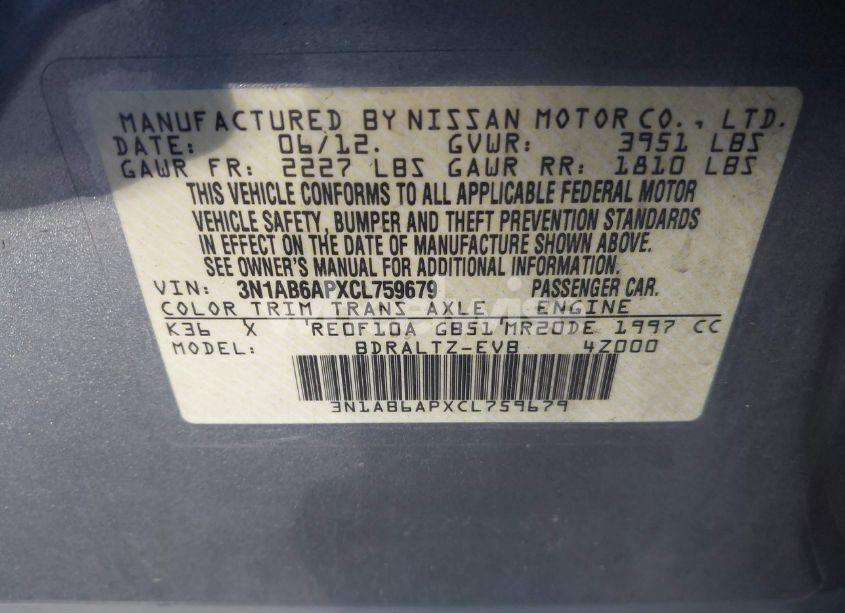 MANUFACTURED BY NISSAN MOTOR CO., LTD.
DATE: 06/12. GVWR: 3951 LBS
GAWR FR: 2227 LBS GAWR RR: 1810 LBS
THIS VEHICLE CONFORMS TO ALL APPLICABLE FEDERAL MOTOR
VEHICLE SAFETY, BUMPER AND THEFT PREVENTION STANDARDS
IN EFFECT ON THE DATE OF MANUFACTURE SHOWN ABOVE.
SEE OWNER'S MANUAL FOR ADDITIONAL INFORMATION.
VIN: 3N1AB6APXCL759679 PASSENGER CAR.
COLOR TRIM TRANS AXLE ENGINE
K36 X RE0F10A GB51 MR20DE 1997 CC
MODEL: BDRALTZ-EVB 4Z000
3N1AB6APXCL759679